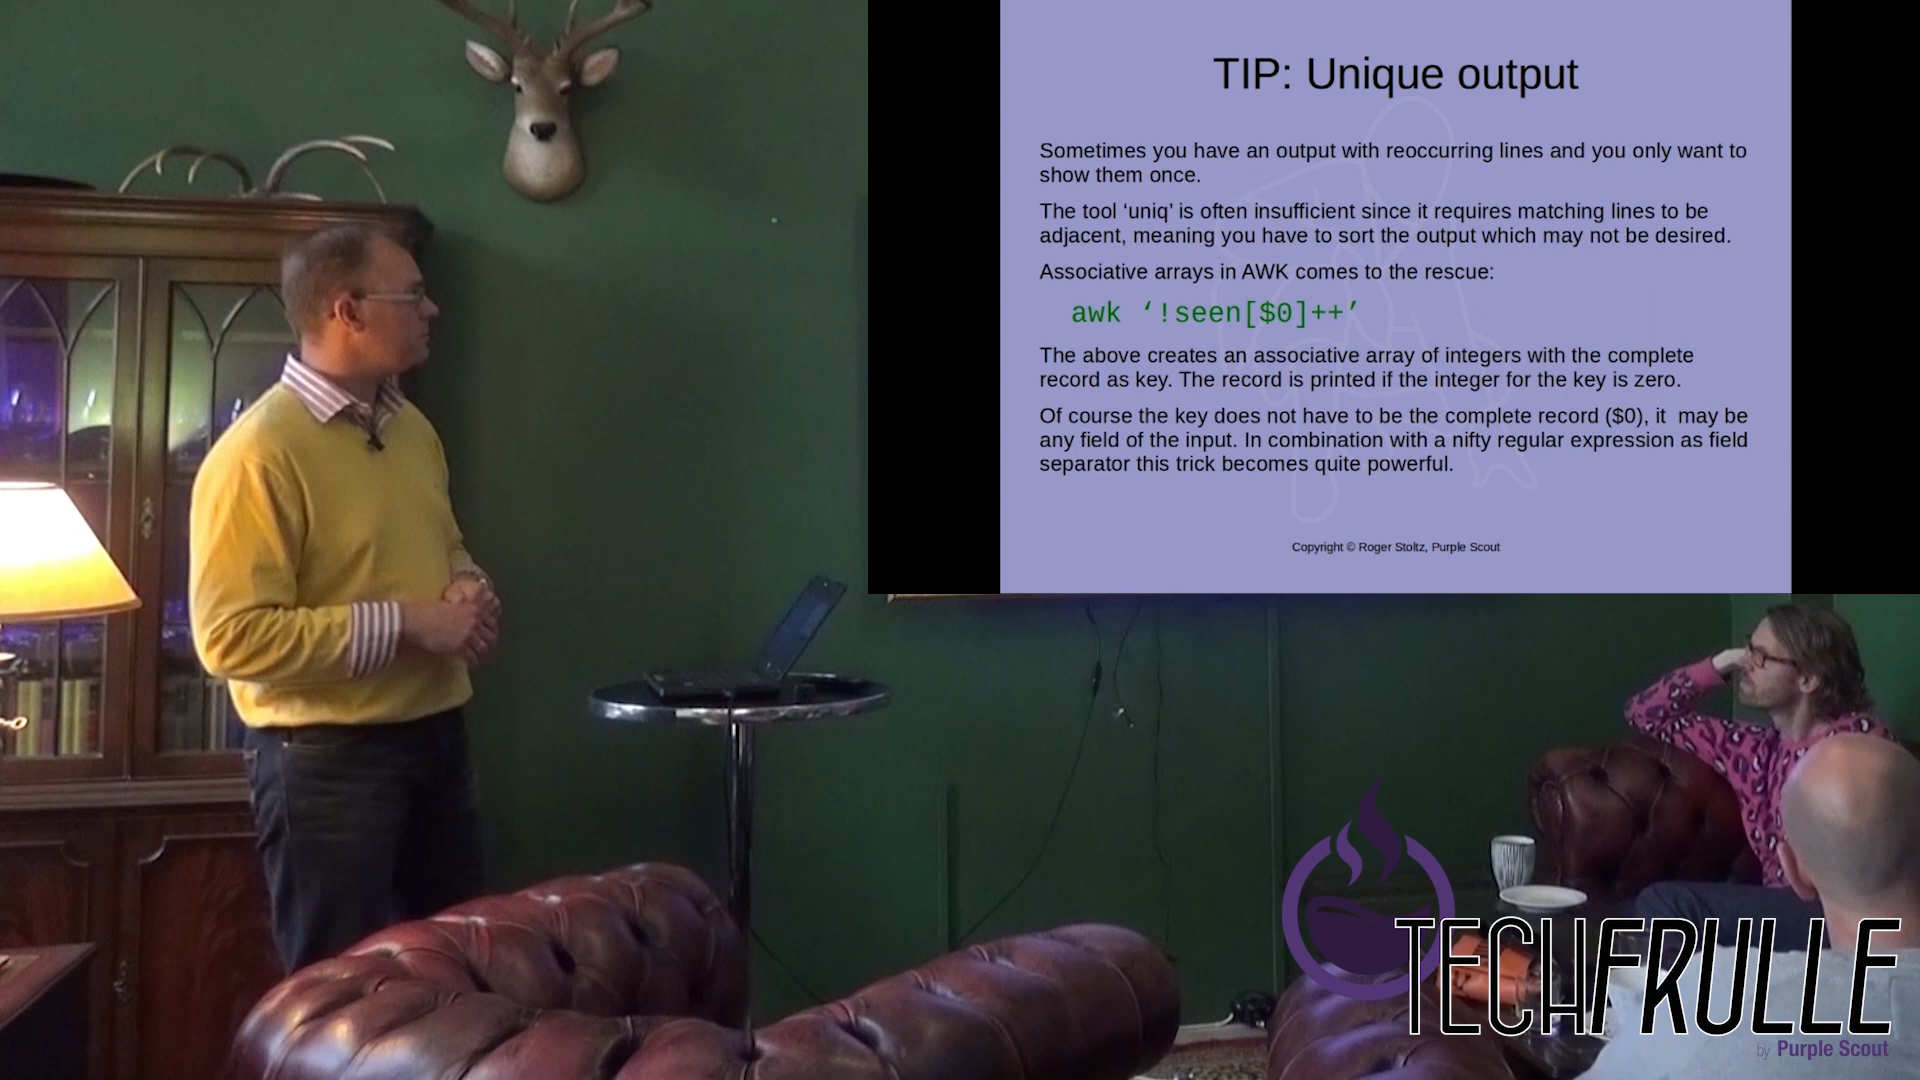 TIP: Unique output
Sometimes you have an output with reoccurring lines and you only want to
show them once.
The tool ‘uniq’ is often insufficient since it requires matching lines to be
adjacent, meaning you have to sort the output which may not be desired.
Associative arrays in AWK comes to the rescue:
awk ‘!seen[$0]++’
The above creates an associative array of integers with the complete
record as key. The record is printed if the integer for the key is zero.
Of course the key does not have to be the complete record ($0), it  may be
any field of the input. In combination with a nifty regular expression as field
separator this trick becomes quite powerful.
Copyright © Roger Stoltz, Purple Scout
TECHFRULLE
by Purple Scout